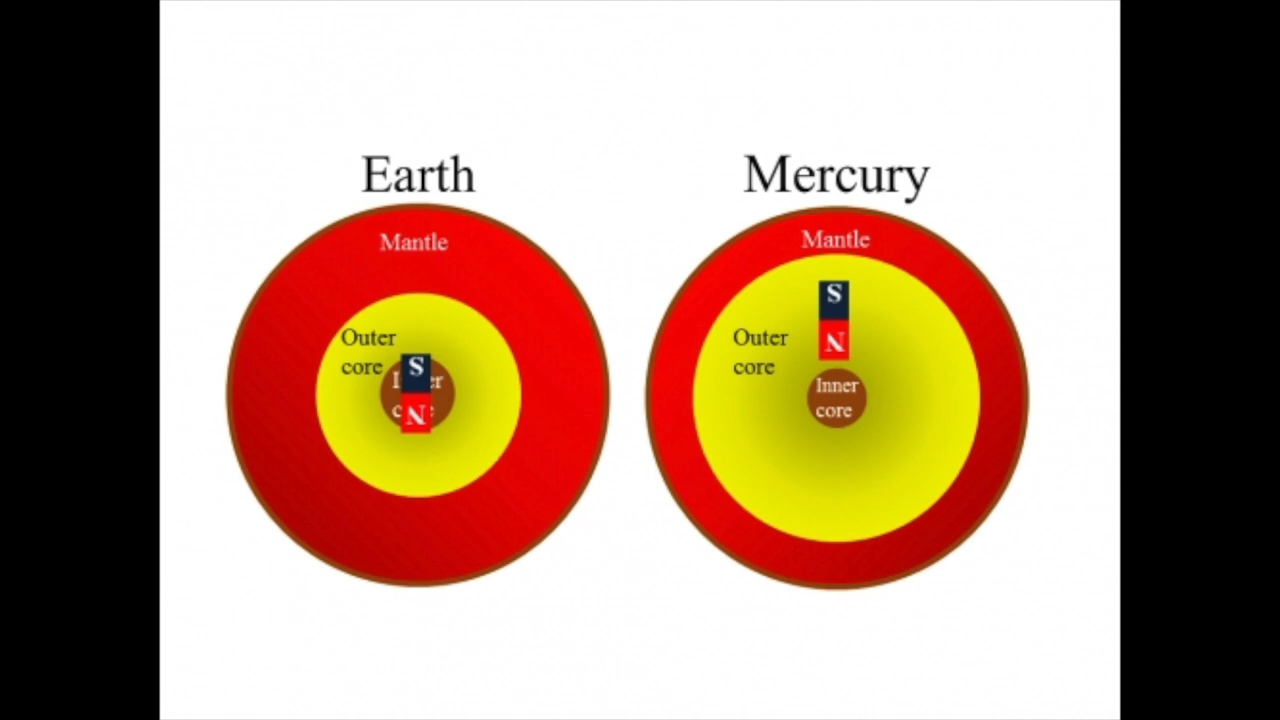 Earth
Mercury
Mantle
Mantle
Outer
core
S
N
Outer
core
S
N
Inner
core